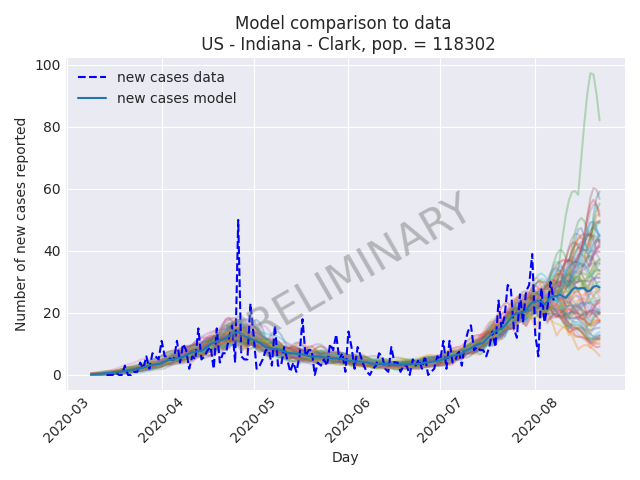 Model comparison to data
US - Indiana - Clark, pop. = 118302
100
80
60
40
20
0
Number of new cases reported
new cases data
new cases model
PRELIMINARY
2020-03
2020-04
2020-05
2020-06
2020-07
2020-08
Day